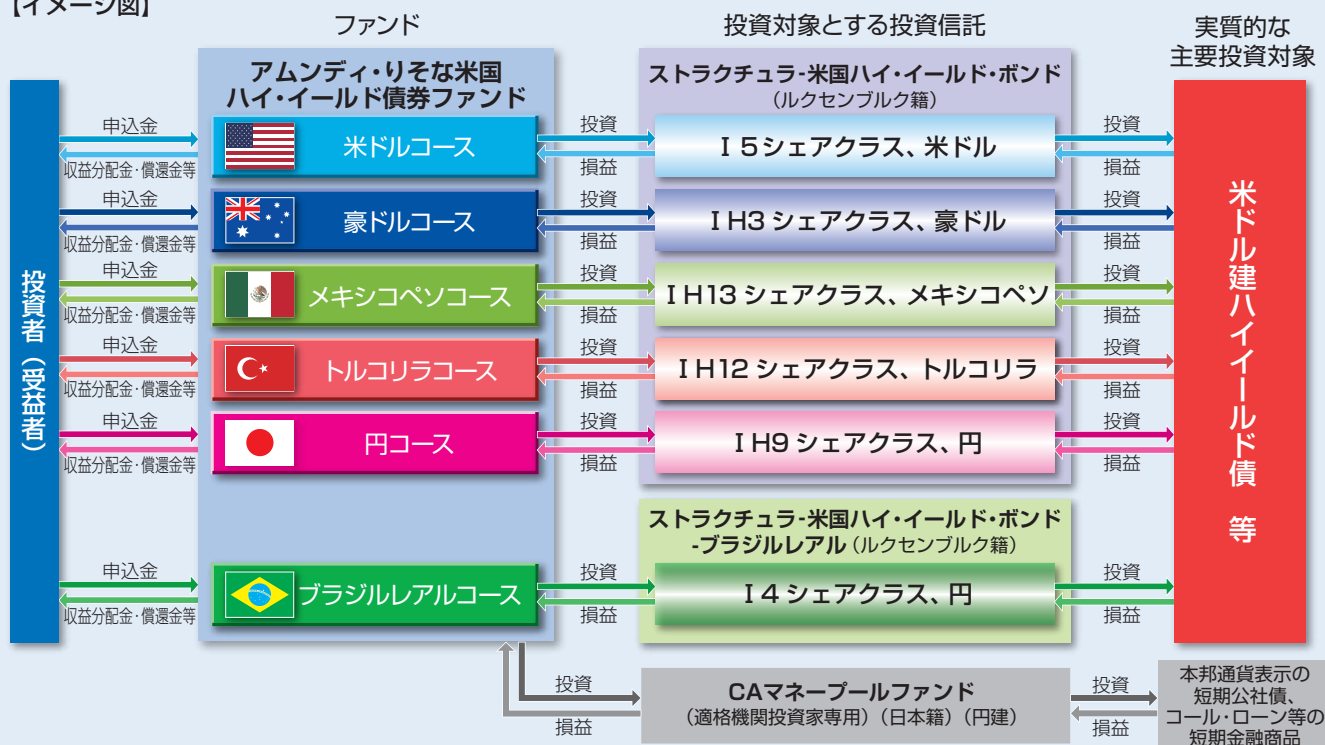 【イメージ図】
ファンド
投資対象とする投資信託
実質的な
主要投資対象
アムンディ・りそな米国
ハイ・イールド債券ファンド
ストラクチュラ-米国ハイ・イールド・ボンド
(ルクセンブルク籍)
投資者（受益者）
申込金
収益分配金・償還金等
米ドルコース
投資
損益
I 5シェアクラス、米ドル
投資
損益
申込金
収益分配金・償還金等
豪ドルコース
投資
損益
I H3 シェアクラス、豪ドル
投資
損益
申込金
収益分配金・償還金等
メキシコペソコース
投資
損益
I H13 シェアクラス、メキシコペソ
投資
損益
申込金
収益分配金・償還金等
トルコリラコース
投資
損益
I H12 シェアクラス、トルコリラ
投資
損益
申込金
収益分配金・償還金等
円コース
投資
損益
I H9 シェアクラス、円
投資
損益
米ドル建ハイイールド債 等
ストラクチュラ-米国ハイ・イールド・ボンド
-ブラジルレアル(ルクセンブルク籍)
申込金
収益分配金・償還金等
ブラジルレアルコース
投資
損益
I 4 シェアクラス、円
投資
損益
投資
損益
CAマネープールファンド
(適格機関投資家専用)(日本籍)(円建)
投資
損益
本邦通貨表示の
短期公社債、
コール・ローン等の
短期金融商品